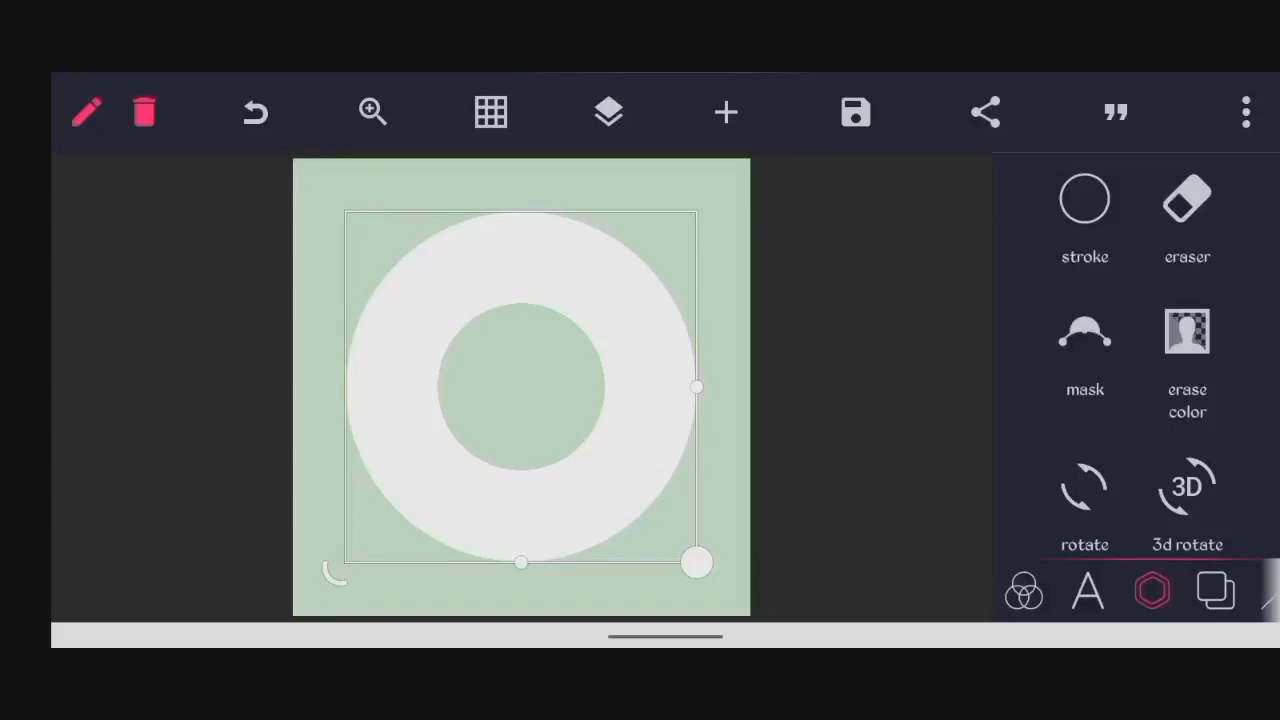 stroke
eraser
mask
erase
color
3D
rotate
3d rotate
A